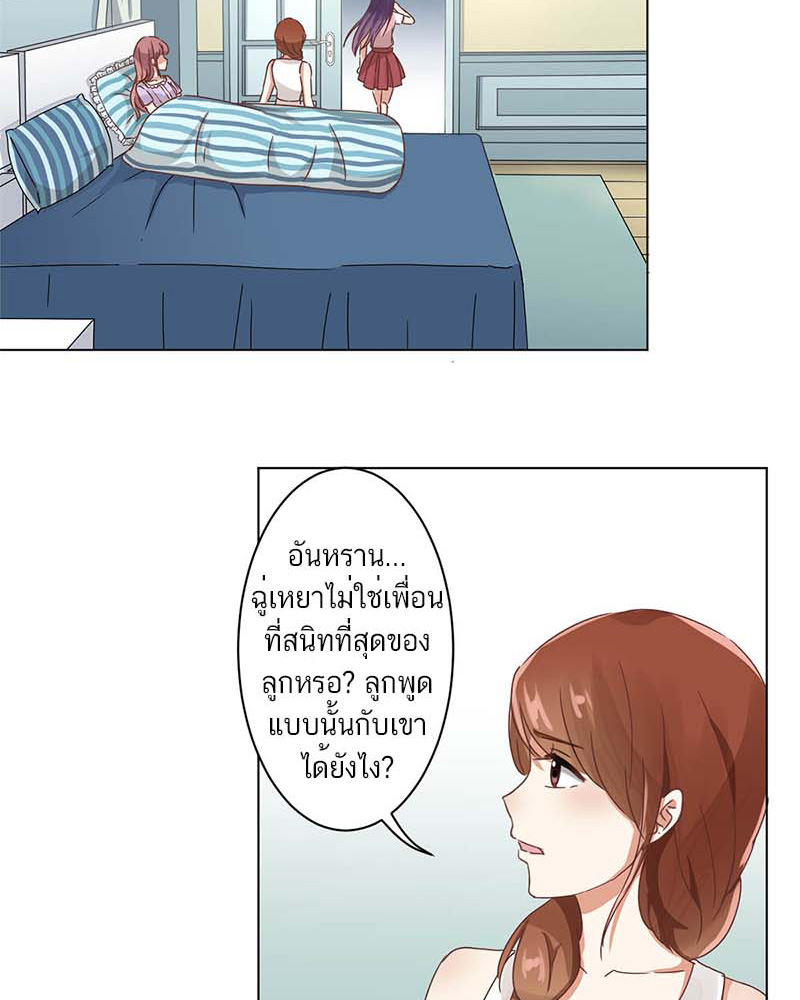 อันหราน...
ฉู่เหยาไม่ใช่เพื่อน
ที่สนิทที่สุดของ
ลูกหรอ? ลูกพูด
แบบนั้นกับเขา
ได้ยังไง?